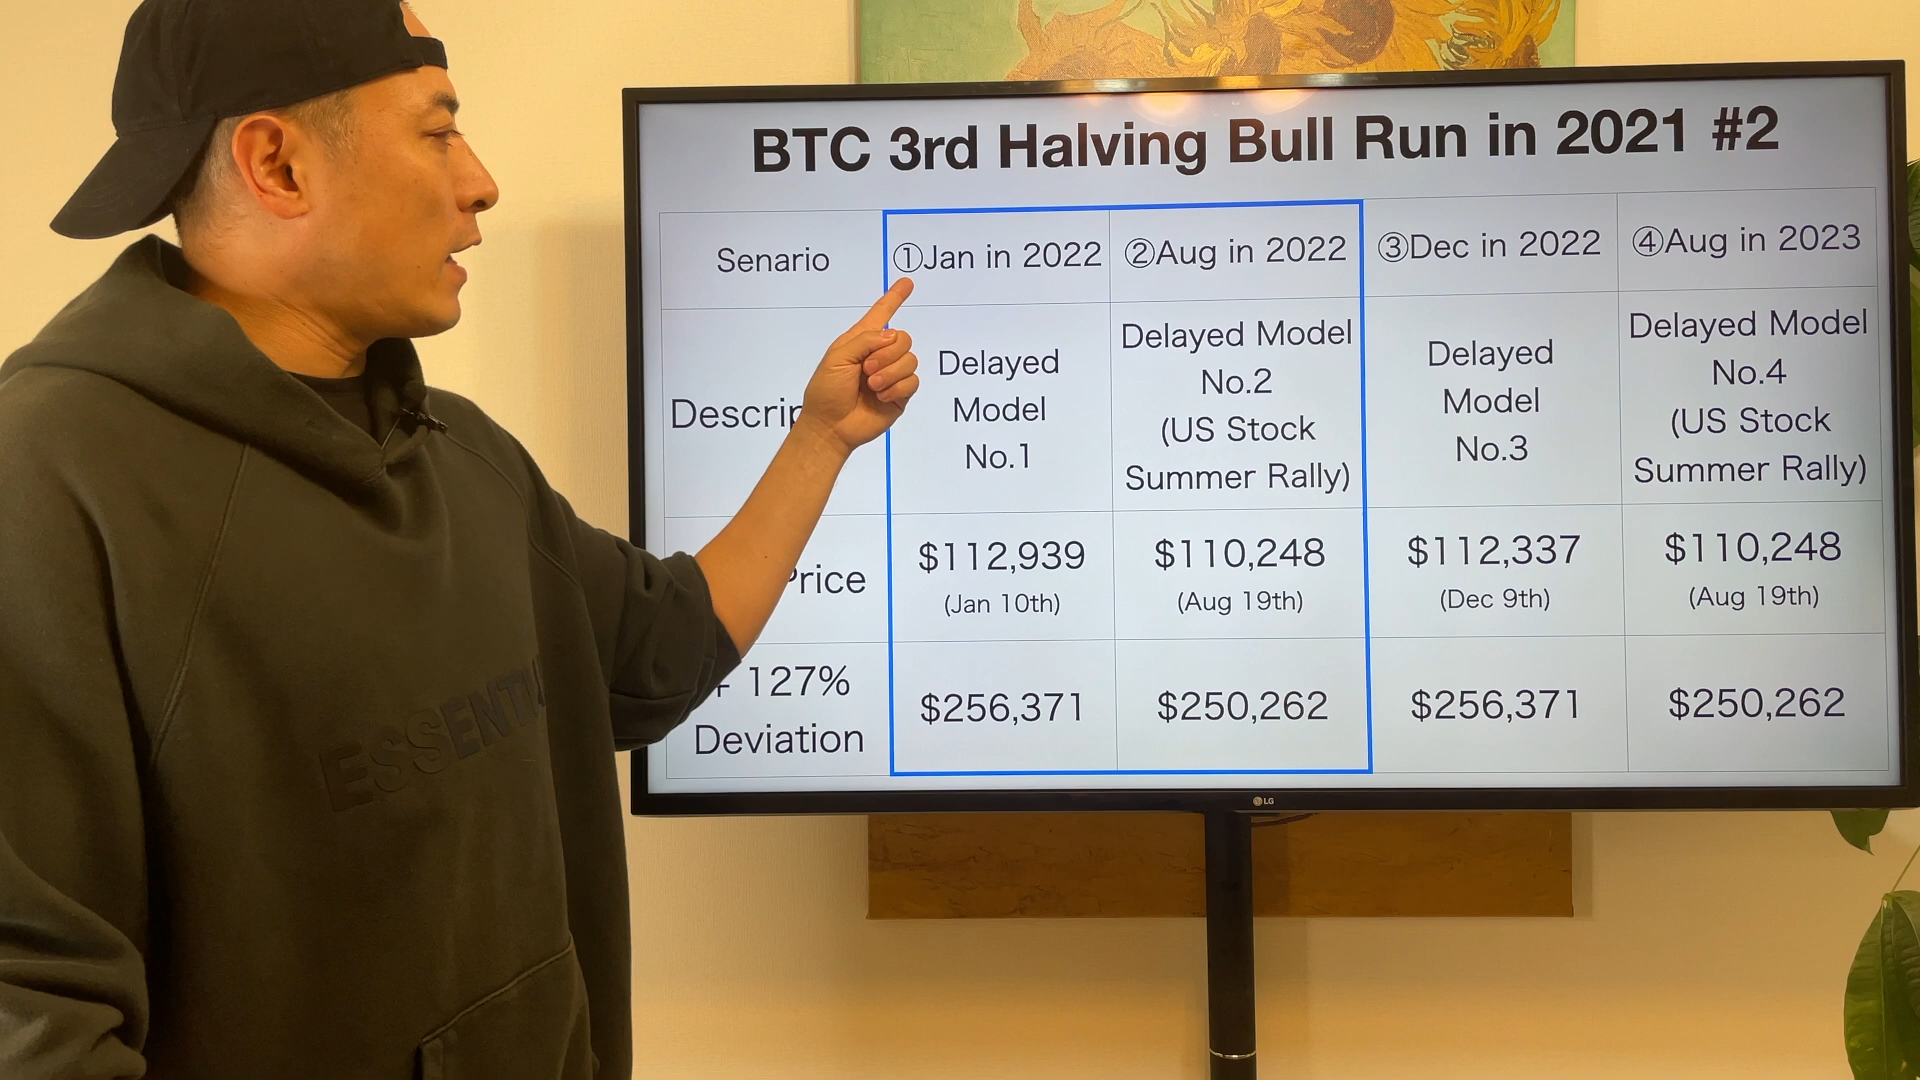 BTC 3rd Halving Bull Run in 2021 #2
Senario
①Jan in 2022
②Aug in 2022
③Dec in 2022
④Aug in 2023
Delayed
Model
No.1
Delayed Model
No.2
(US Stock
Summer Rally)
Delayed
Model
No.3
Delayed Model
No.4
(US Stock
Summer Rally)
Price
$112,939
(Jan 10th)
$110,248
(Aug 19th)
$112,337
(Dec 9th)
$110,248
(Aug 19th)
+ 127%
Deviation
$256,371
$250,262
$256,371
$250,262
LG